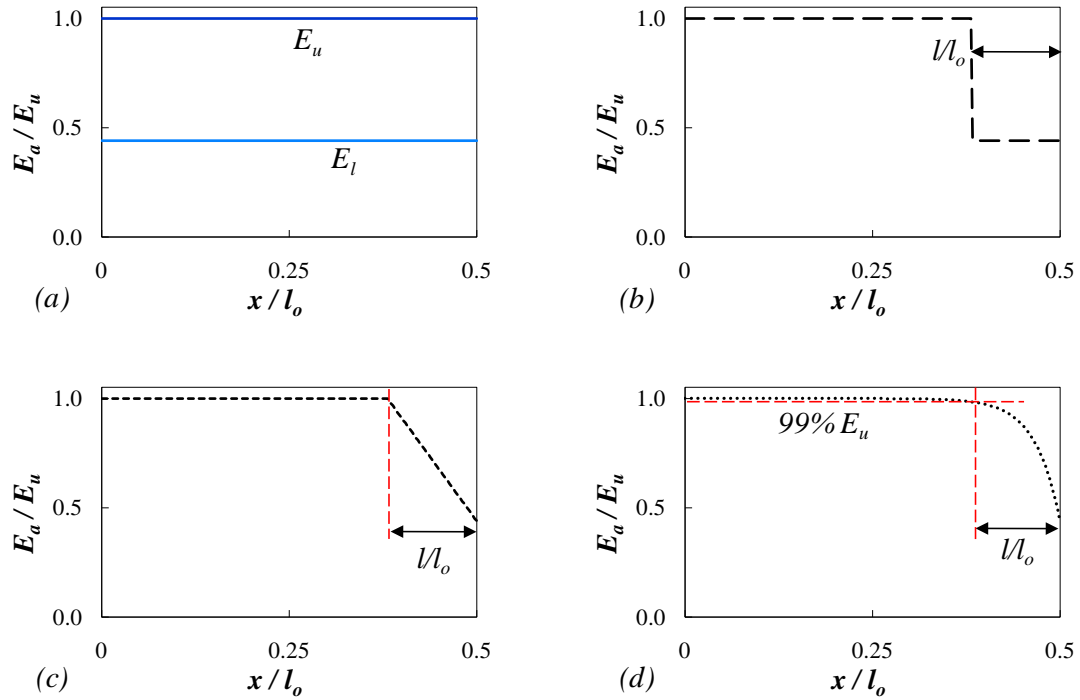 1.0
E_u
0.5
E_l
0.0
0 0.25 0.5
E_a / E_u
x / l_o
(a)
1.0
l/l_o
0.5
0.0
0 0.25 0.5
E_a / E_u
x / l_o
(b)
1.0
0.5
l/l_o
0.0
0 0.25 0.5
E_a / E_u
x / l_o
(c)
1.0
99% E_u
0.5
l/l_o
0.0
0 0.25 0.5
E_a / E_u
x / l_o
(d)